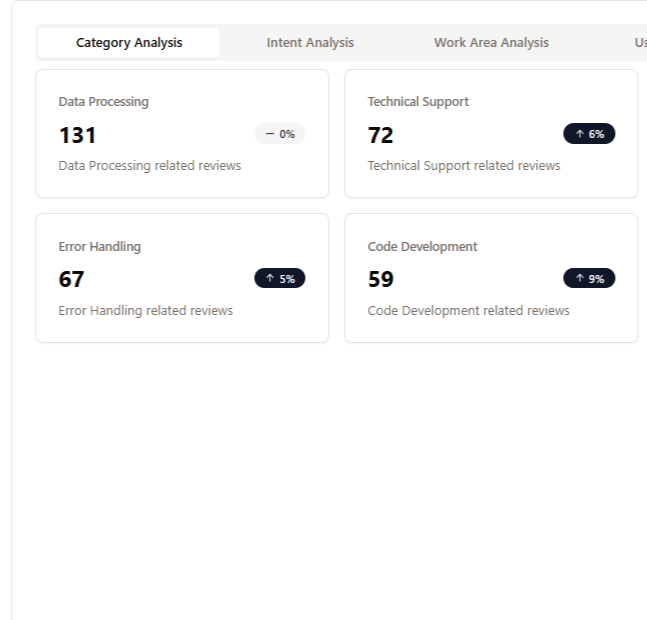 Category Analysis Intent Analysis Work Area Analysis
Data Processing
131 − 0%
Data Processing related reviews
Technical Support
72 ↑ 6%
Technical Support related reviews
Error Handling
67 ↑ 5%
Error Handling related reviews
Code Development
59 ↑ 9%
Code Development related reviews